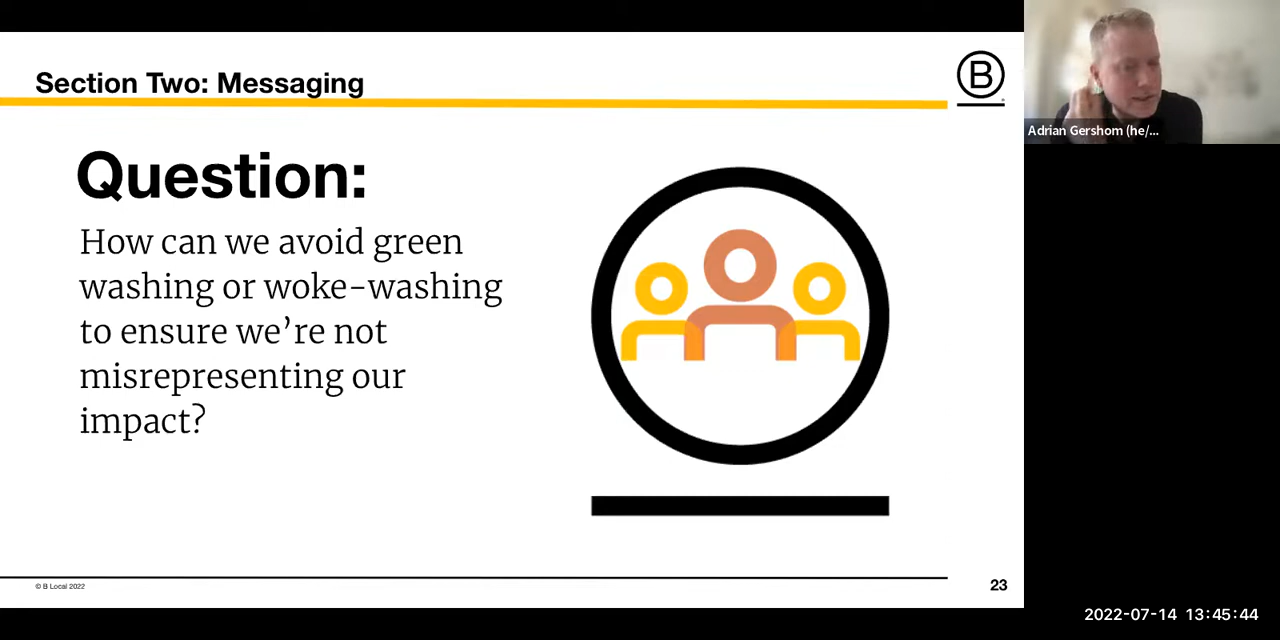 Section Two: Messaging
B
Question:
How can we avoid green
washing or woke-washing
to ensure we’re not
misrepresenting our
impact?
© B Local 2022
23
Adrian Gershom (he/...
2022-07-14 13:45:44